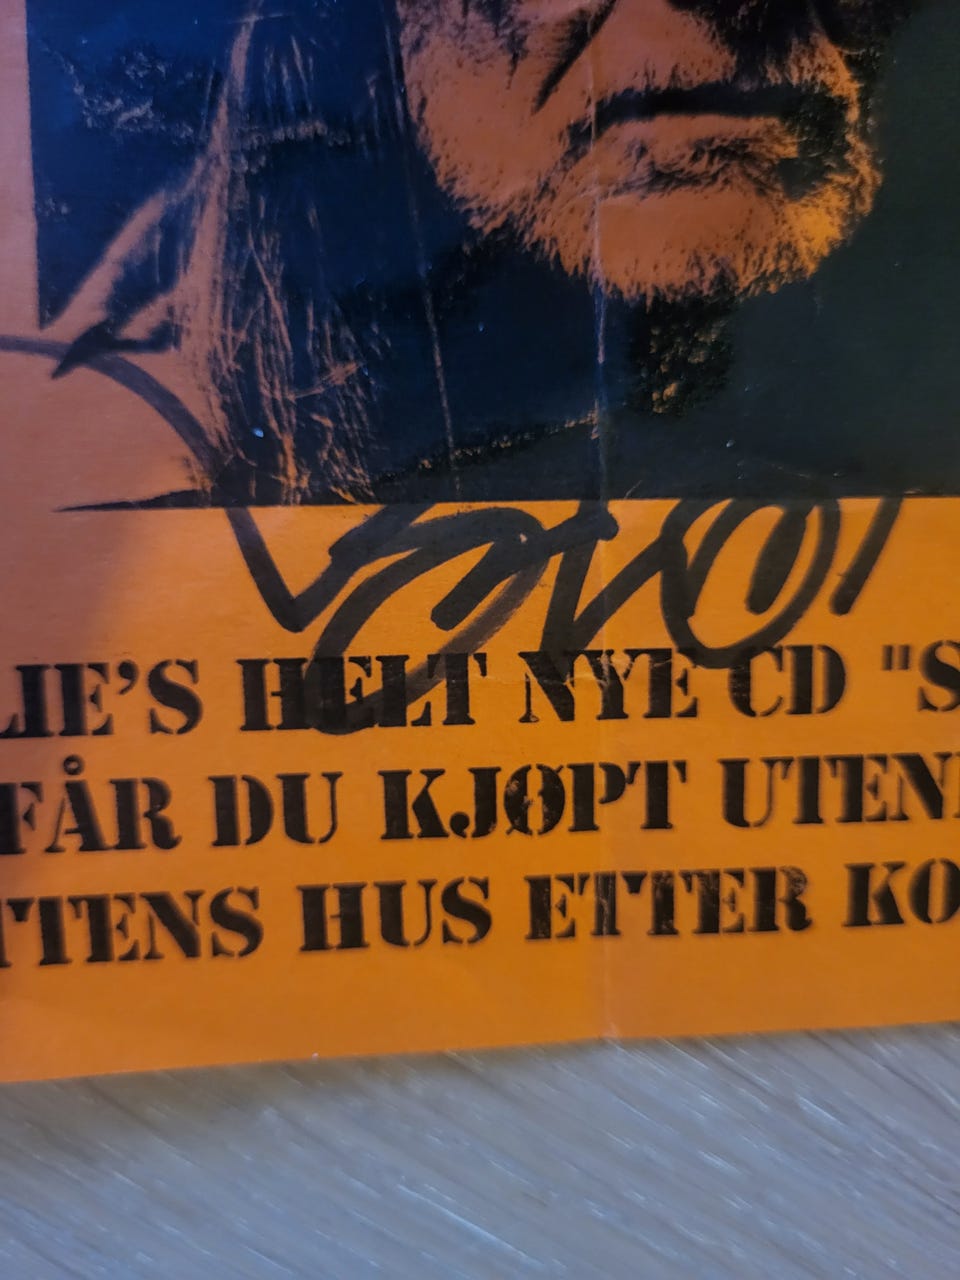 LIE'S HELT NYE CD "S
FÅR DU KJØPT UTEN
TTENS HUS ETTER KO